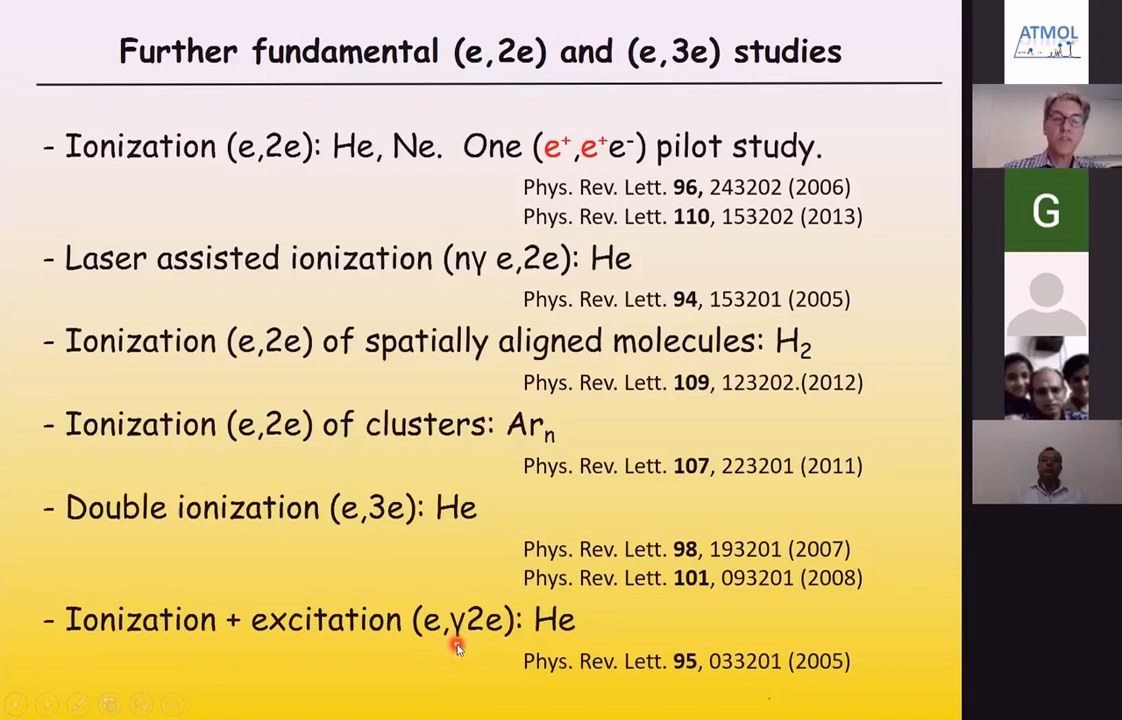 Further fundamental (e,2e) and (e,3e) studies
- Ionization (e,2e): He, Ne. One (e⁺,e⁺e⁻) pilot study.
Phys. Rev. Lett. 96, 243202 (2006)
Phys. Rev. Lett. 110, 153202 (2013)
- Laser assisted ionization (nγ e,2e): He
Phys. Rev. Lett. 94, 153201 (2005)
- Ionization (e,2e) of spatially aligned molecules: H₂
Phys. Rev. Lett. 109, 123202.(2012)
- Ionization (e,2e) of clusters: Arₙ
Phys. Rev. Lett. 107, 223201 (2011)
- Double ionization (e,3e): He
Phys. Rev. Lett. 98, 193201 (2007)
Phys. Rev. Lett. 101, 093201 (2008)
- Ionization + excitation (e,γ2e): He
Phys. Rev. Lett. 95, 033201 (2005)
ATMOL
G